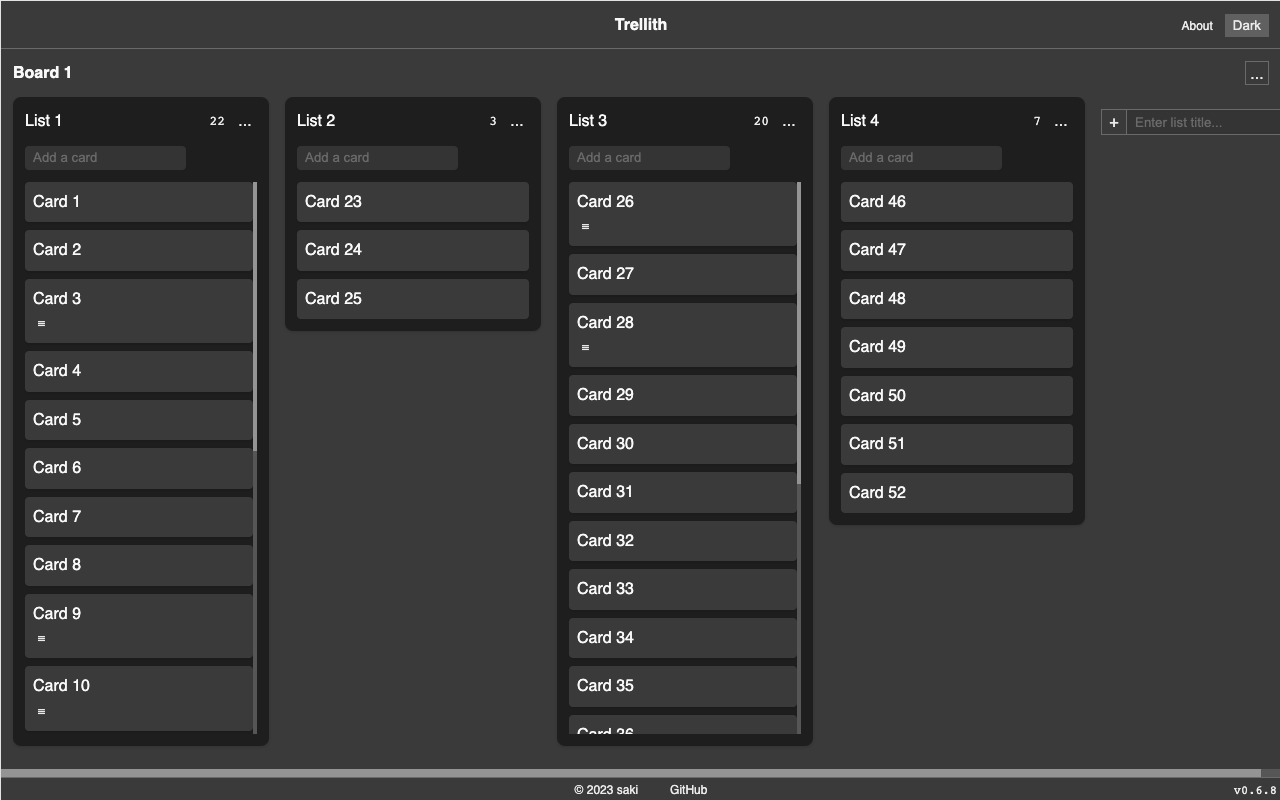 Trellith
About
Dark
Board 1
...
List 1
22
...
Add a card
Card 1
Card 2
Card 3
Card 4
Card 5
Card 6
Card 7
Card 8
Card 9
Card 10
List 2
3
...
Add a card
Card 23
Card 24
Card 25
List 3
20
...
Add a card
Card 26
Card 27
Card 28
Card 29
Card 30
Card 31
Card 32
Card 33
Card 34
Card 35
Card 36
List 4
7
...
Add a card
Card 46
Card 47
Card 48
Card 49
Card 50
Card 51
Card 52
+
Enter list title...
© 2023 saki
GitHub
v0.6.8